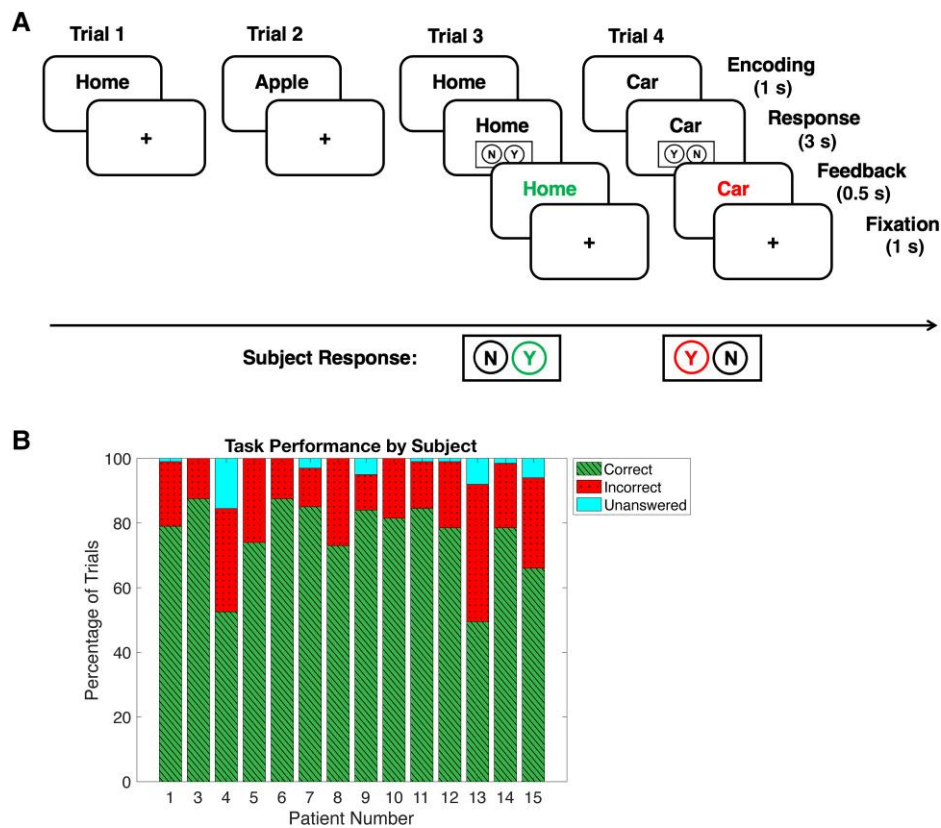 A
Trial 1 Trial 2 Trial 3 Trial 4
Home Apple Home Car
Encoding
(1 s)
+ + Home Car
N Y Y N
Response
(3 s)
Home Car
Feedback
(0.5 s)
+ +
Fixation
(1 s)
Subject Response: N Y Y N
B
Task Performance by Subject
Correct
Incorrect
Unanswered
Percentage of Trials
100
80
60
40
20
0
1 3 4 5 6 7 8 9 10 11 12 13 14 15
Patient Number